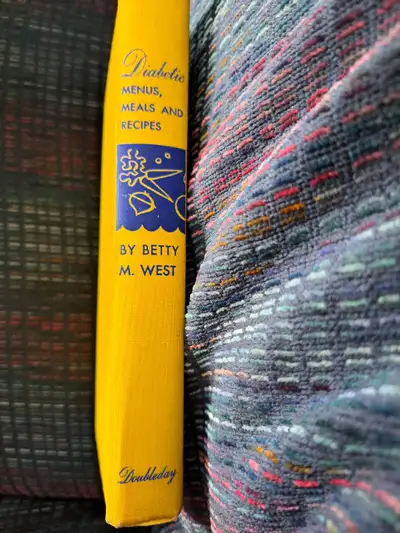 Diabetic
MENUS,
MEALS AND
RECIPES
BY BETTY
M. WEST
Doubleday